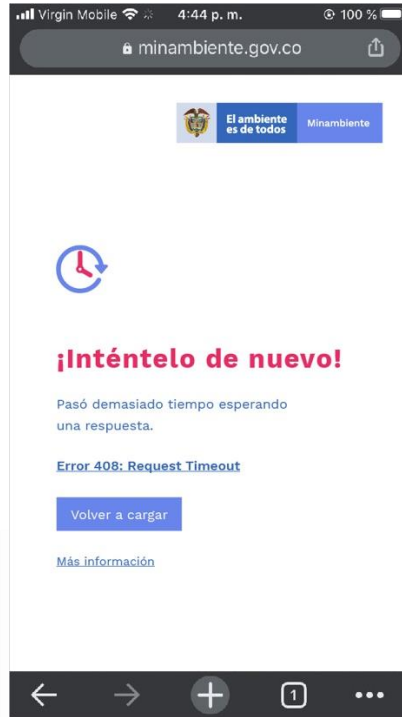 Virgin Mobile 4:44 p. m. 100 %
minambiente.gov.co
El ambiente
es de todos
Minambiente
¡Inténtelo de nuevo!
Pasó demasiado tiempo esperando
una respuesta.
Error 408: Request Timeout
Volver a cargar
Más información
1